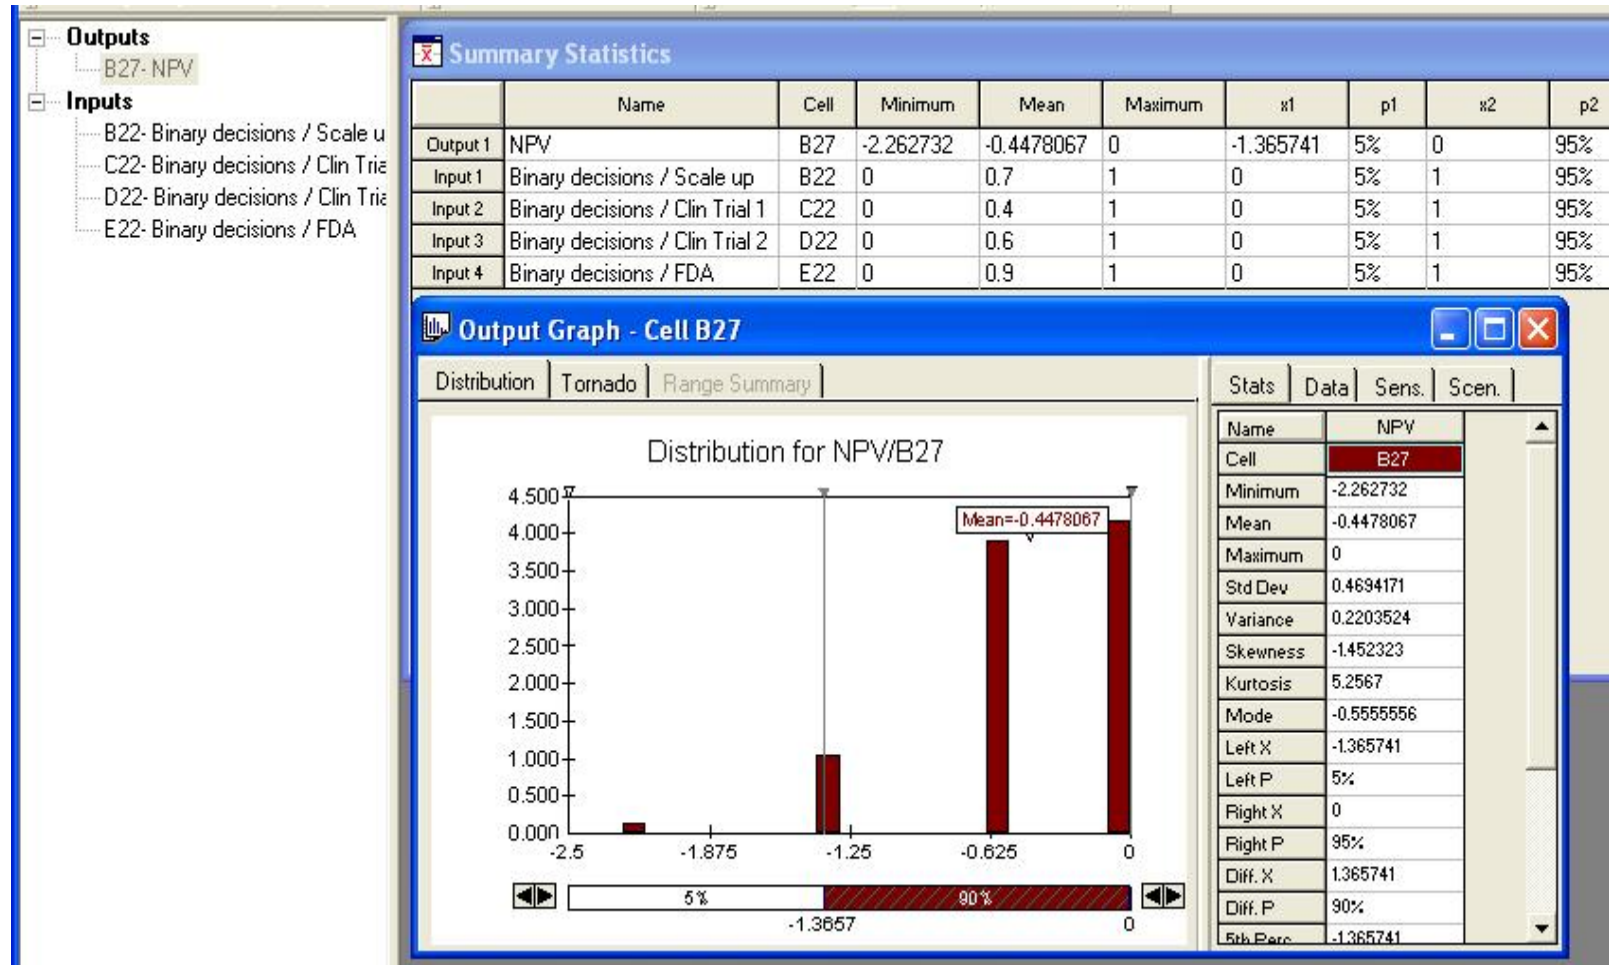 Outputs
B27- NPV
Inputs
B22- Binary decisions / Scale u
C22- Binary decisions / Clin Tria
D22- Binary decisions / Clin Tria
E22- Binary decisions / FDA
Summary Statistics
Name Cell Minimum Mean Maximum x1 p1 x2 p2
Output 1 NPV B27 -2.262732 -0.4478067 0 -1.365741 5% 0 95%
Input 1 Binary decisions / Scale up B22 0 0.7 1 0 5% 1 95%
Input 2 Binary decisions / Clin Trial 1 C22 0 0.4 1 0 5% 1 95%
Input 3 Binary decisions / Clin Trial 2 D22 0 0.6 1 0 5% 1 95%
Input 4 Binary decisions / FDA E22 0 0.9 1 0 5% 1 95%
Output Graph - Cell B27
Distribution Tornado Range Summary
Distribution for NPV/B27
Mean=-0.4478067
4.500
4.000
3.500
3.000
2.500
2.000
1.500
1.000
0.500
0.000
-2.5 -1.875 -1.25 -0.625 0
5% 90%
-1.3657 0
Stats Data Sens. Scen.
Name NPV
Cell B27
Minimum -2.262732
Mean -0.4478067
Maximum 0
Std Dev 0.4694171
Variance 0.2203524
Skewness -1.452323
Kurtosis 5.2567
Mode -0.5555556
Left X -1.365741
Left P 5%
Right X 0
Right P 95%
Diff. X 1.365741
Diff. P 90%
5th Perc -1.365741